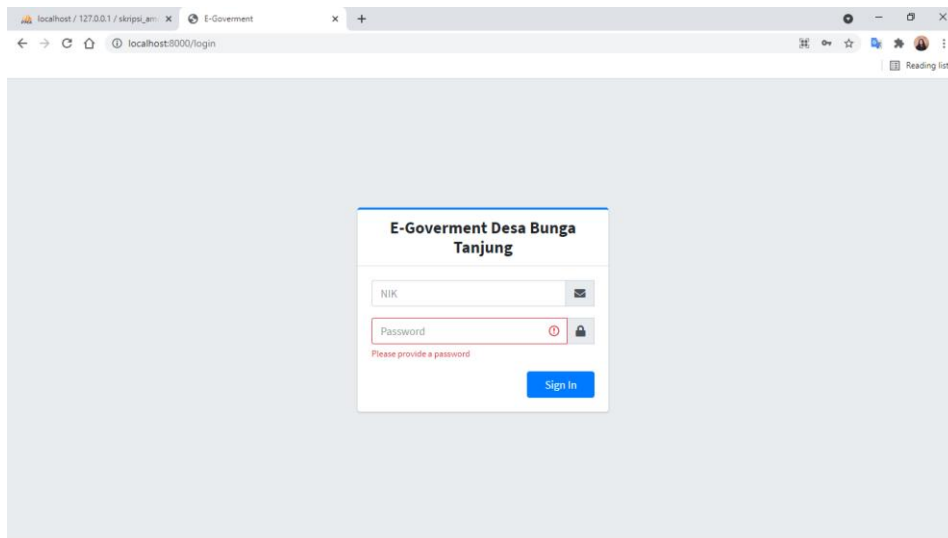 localhost / 127.0.0.1 / skripsi_am
E-Goverment
localhost:8000/login
Reading list
E-Goverment Desa Bunga
Tanjung
NIK
Password
Please provide a password
Sign In